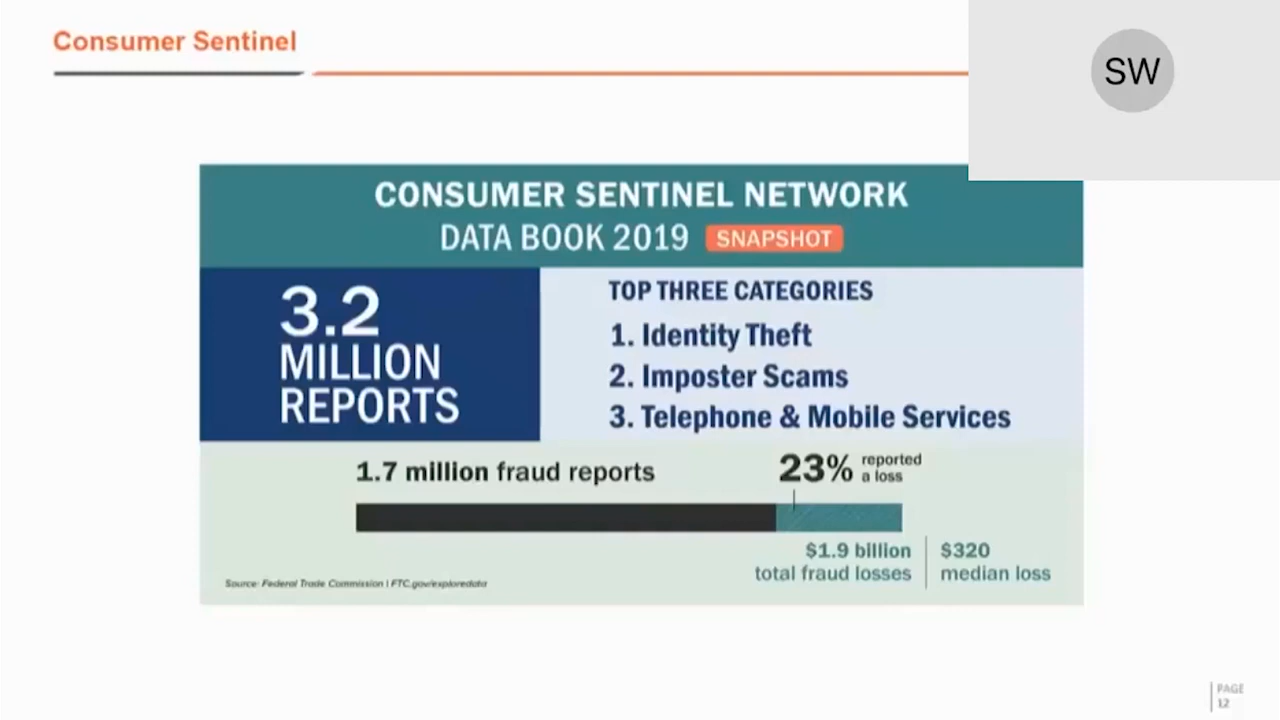 Consumer Sentinel
SW
CONSUMER SENTINEL NETWORK
DATA BOOK 2019 SNAPSHOT
3.2
MILLION
REPORTS
TOP THREE CATEGORIES
1. Identity Theft
2. Imposter Scams
3. Telephone & Mobile Services
1.7 million fraud reports
23% reported
a loss
$1.9 billion
total fraud losses
$320
median loss
Source: Federal Trade Commission | FTC.gov/exploredata
PAGE
12